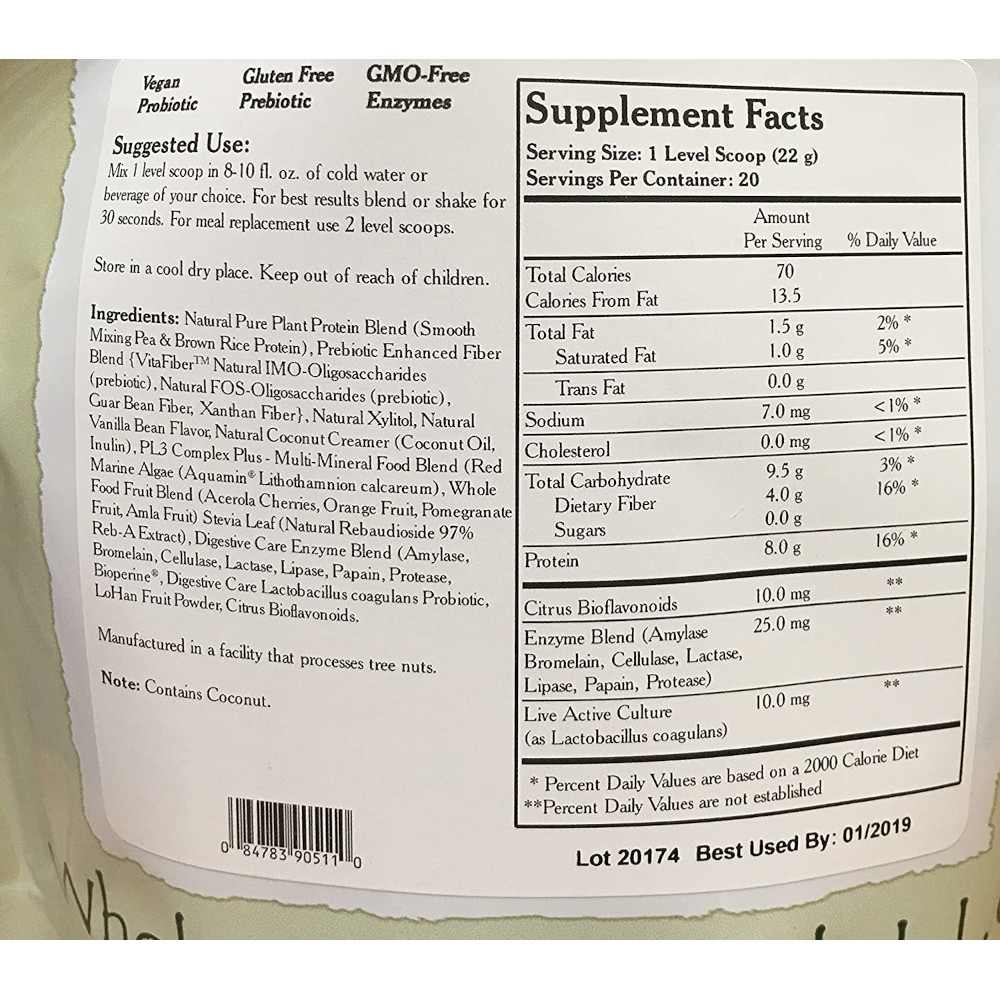 Vegan Gluten Free GMO-Free
Probiotic Prebiotic Enzymes
Suggested Use:
Mix 1 level scoop in 8-10 fl. oz. of cold water or
beverage of your choice. For best results blend or shake for
30 seconds. For meal replacement use 2 level scoops.
Store in a cool dry place. Keep out of reach of children.
Ingredients: Natural Pure Plant Protein Blend (Smooth
Mixing Pea & Brown Rice Protein), Prebiotic Enhanced Fiber
Blend {VitaFiber™ Natural IMO-Oligosaccharides
(prebiotic), Natural FOS-Oligosaccharides (prebiotic),
Guar Bean Fiber, Xanthan Fiber}, Natural Xylitol, Natural
Vanilla Bean Flavor, Natural Coconut Creamer (Coconut Oil,
Inulin), PL3 Complex Plus - Multi-Mineral Food Blend (Red
Marine Algae (Aquamin® Lithothamnion calcareum), Whole
Food Fruit Blend (Acerola Cherries, Orange Fruit, Pomegranate
Fruit, Amla Fruit) Stevia Leaf (Natural Rebaudioside 97%
Reb-A Extract), Digestive Care Enzyme Blend (Amylase,
Bromelain, Cellulase, Lactase, Lipase, Papain, Protease,
Bioperine®, Digestive Care Lactobacillus coagulans Probiotic,
LoHan Fruit Powder, Citrus Bioflavonoids.
Manufactured in a facility that processes tree nuts.
Note: Contains Coconut.
0 84783 90511 0
Supplement Facts
Serving Size: 1 Level Scoop (22 g)
Servings Per Container: 20
Amount
Per Serving % Daily Value
Total Calories 70
Calories From Fat 13.5
Total Fat 1.5 g 2% *
Saturated Fat 1.0 g 5% *
Trans Fat 0.0 g
Sodium 7.0 mg <1% *
Cholesterol 0.0 mg <1% *
Total Carbohydrate 9.5 g 3% *
Dietary Fiber 4.0 g 16% *
Sugars 0.0 g
Protein 8.0 g 16% *
Citrus Bioflavonoids 10.0 mg **
Enzyme Blend (Amylase 25.0 mg **
Bromelain, Cellulase, Lactase,
Lipase, Papain, Protease)
Live Active Culture 10.0 mg **
(as Lactobacillus coagulans)
* Percent Daily Values are based on a 2000 Calorie Diet
**Percent Daily Values are not established
Lot 20174 Best Used By: 01/2019